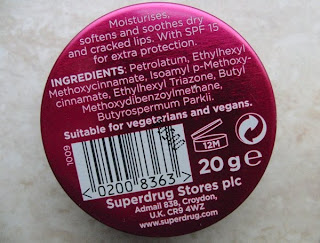 Moisturises,
softens and soothes dry
and cracked lips. With SPF 15
for extra protection.
INGREDIENTS: Petrolatum, Ethylhexyl
Methoxycinnamate, Isoamyl p-Methoxy-
cinnamate, Ethylhexyl Triazone, Butyl
Methoxydibenzoylmethane,
Butyrospermum Parkii.
Suitable for vegetarians and vegans.
1009
12M
20 g e
<0200 8363>
Superdrug Stores plc
Admail 838, Croydon,
U.K. CR9 4WZ
www.superdrug.com